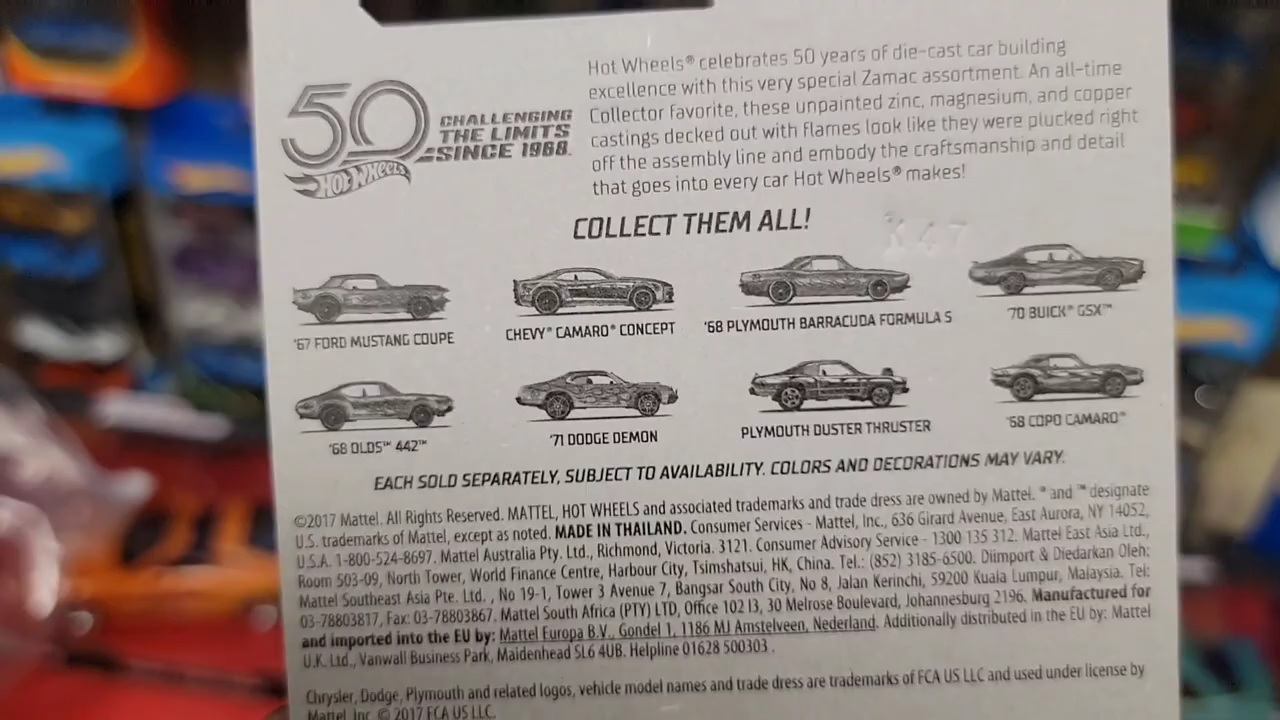 50
CHALLENGING
THE LIMITS
SINCE 1968.
HOT WHEELS
Hot Wheels® celebrates 50 years of die-cast car building
excellence with this very special Zamac assortment. An all-time
Collector favorite, these unpainted zinc, magnesium, and copper
castings decked out with flames look like they were plucked right
off the assembly line and embody the craftsmanship and detail
that goes into every car Hot Wheels® makes!
COLLECT THEM ALL!
'67 FORD MUSTANG COUPE
CHEVY® CAMARO® CONCEPT
'68 PLYMOUTH BARRACUDA FORMULA S
'70 BUICK® GSX™
'68 OLDS™ 442™
'71 DODGE DEMON
PLYMOUTH DUSTER THRUSTER
'68 COPO CAMARO®
EACH SOLD SEPARATELY, SUBJECT TO AVAILABILITY. COLORS AND DECORATIONS MAY VARY.
©2017 Mattel. All Rights Reserved. MATTEL, HOT WHEELS and associated trademarks and trade dress are owned by Mattel. ® and ™ designate
U.S. trademarks of Mattel, except as noted. MADE IN THAILAND. Consumer Services - Mattel, Inc., 636 Girard Avenue, East Aurora, NY 14052,
U.S.A. 1-800-524-8697. Mattel Australia Pty. Ltd., Richmond, Victoria. 3121. Consumer Advisory Service - 1300 135 312. Mattel East Asia Ltd.,
Room 503-09, North Tower, World Finance Centre, Harbour City, Tsimshatsui, HK, China. Tel.: (852) 3185-6500. Diimport & Diedarkan Oleh:
Mattel Southeast Asia Pte. Ltd. , No 19-1, Tower 3 Avenue 7, Bangsar South City, No 8, Jalan Kerinchi, 59200 Kuala Lumpur, Malaysia. Tel:
03-78803817, Fax: 03-78803867. Mattel South Africa (PTY) LTD, Office 102 I3, 30 Melrose Boulevard, Johannesburg 2196. Manufactured for
and imported into the EU by: Mattel Europa B.V., Gondel 1, 1186 MJ Amstelveen, Nederland. Additionally distributed in the EU by: Mattel
U.K. Ltd., Vanwall Business Park, Maidenhead SL6 4UB. Helpline 01628 500303 .
Chrysler, Dodge, Plymouth and related logos, vehicle model names and trade dress are trademarks of FCA US LLC and used under license by
Mattel, Inc. © 2017 FCA US LLC.